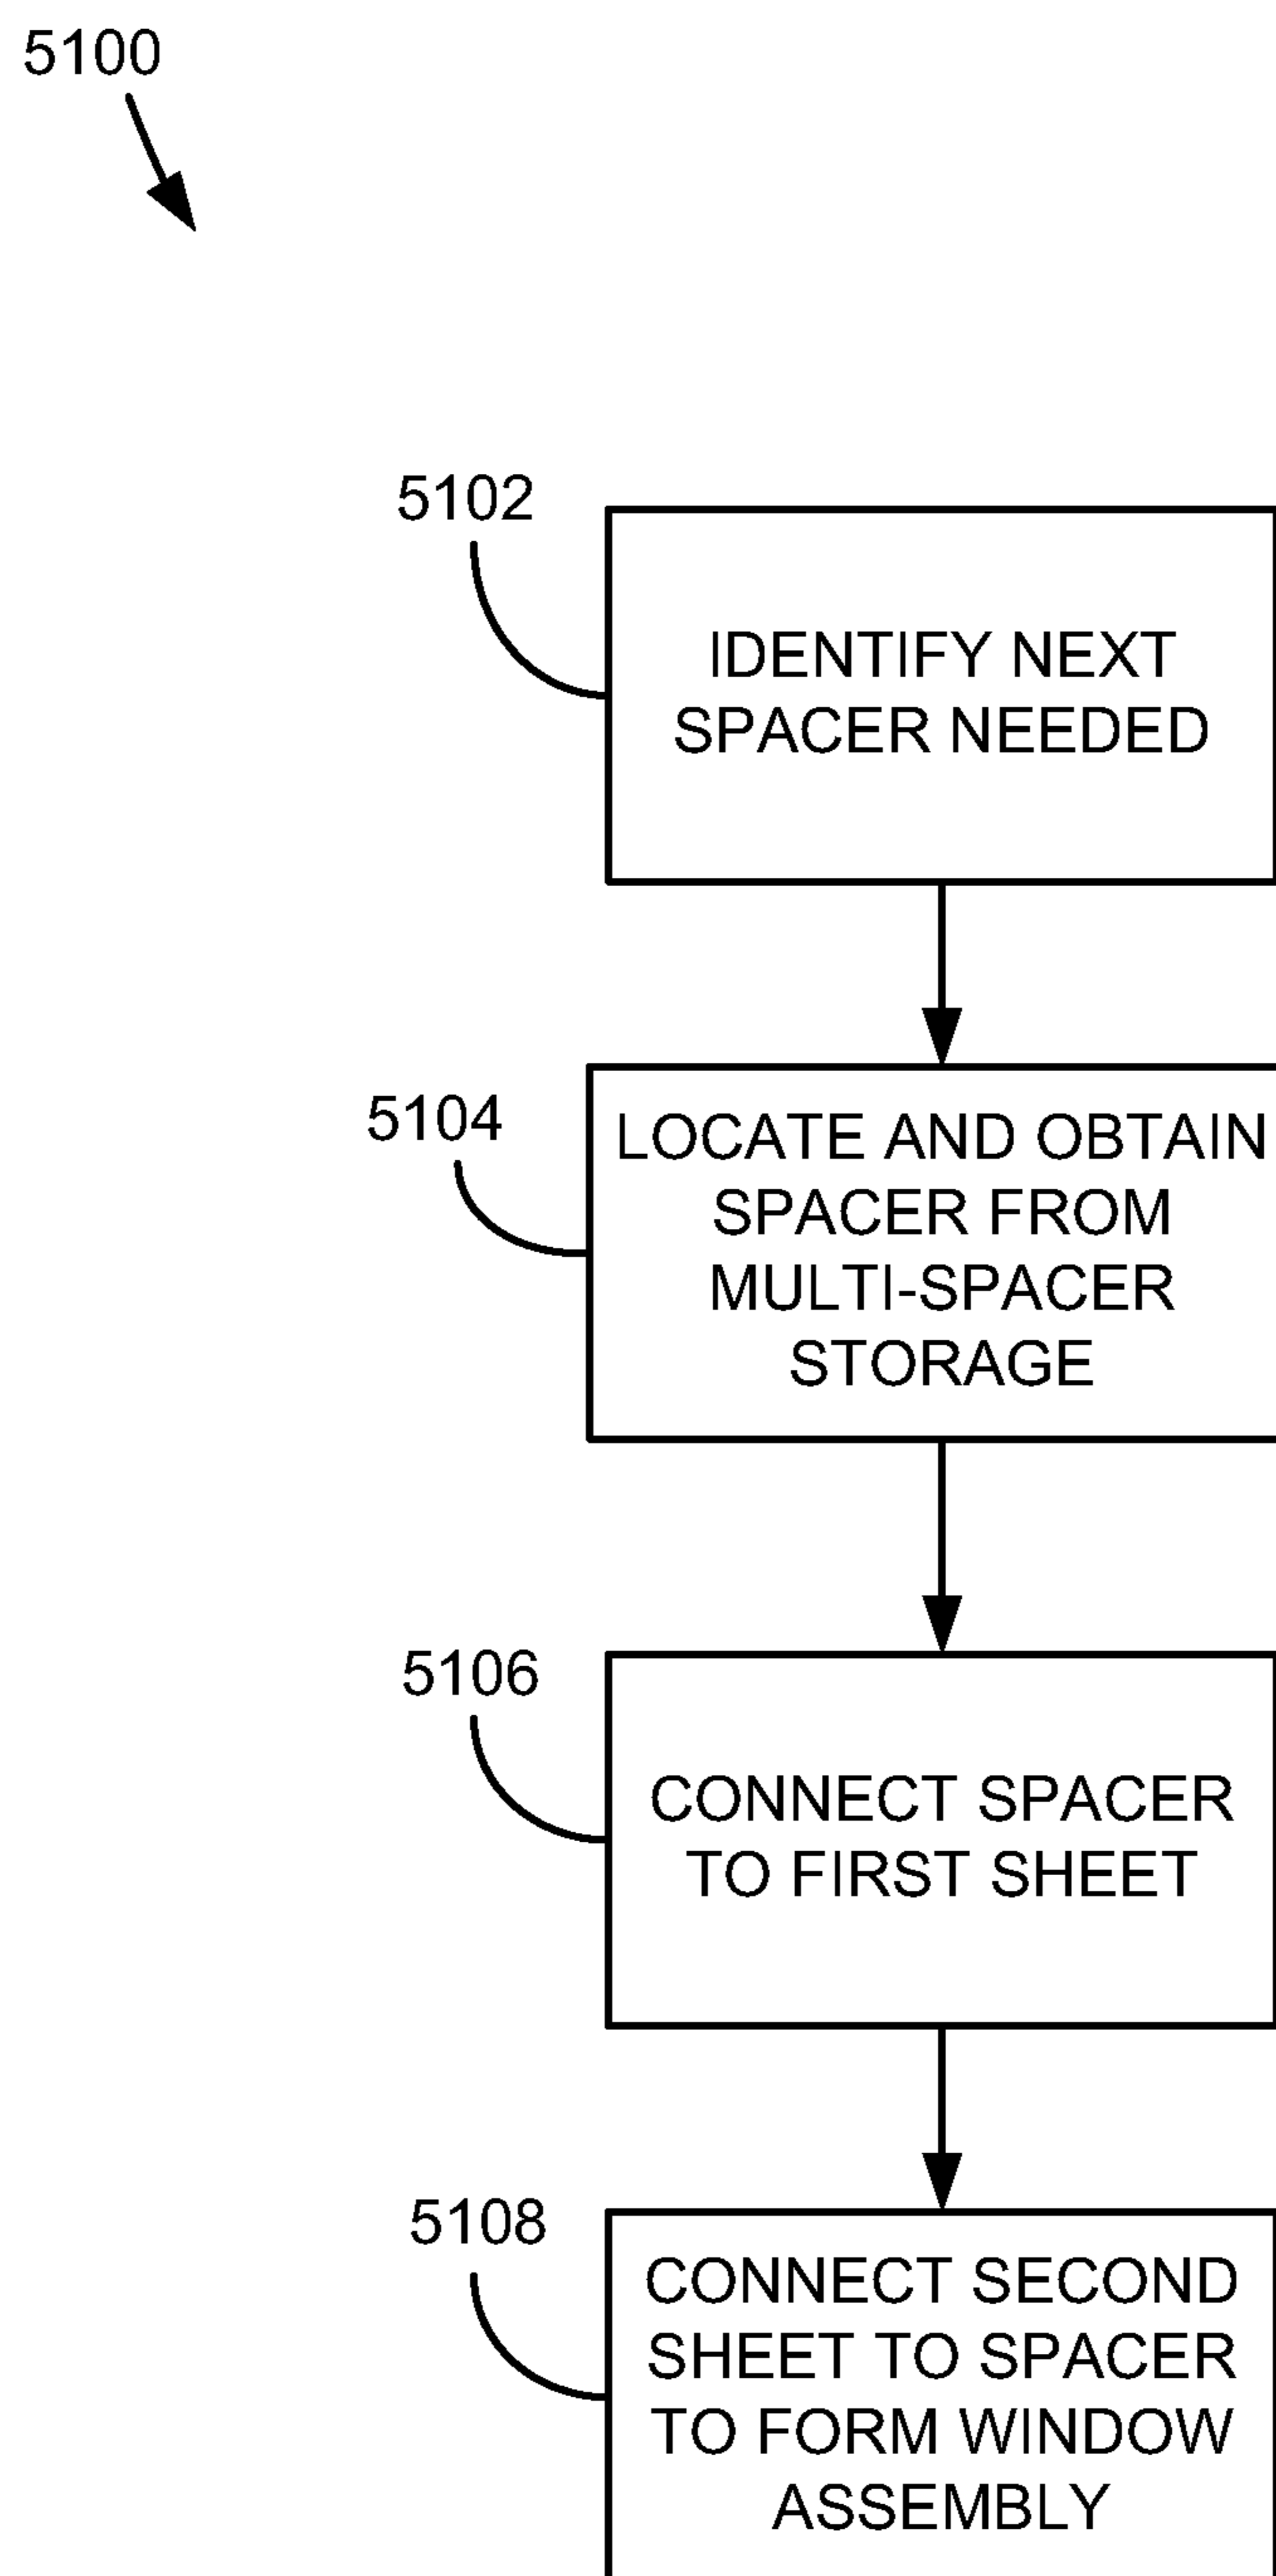 5100
5102
IDENTIFY NEXT
SPACER NEEDED
5104
LOCATE AND OBTAIN
SPACER FROM
MULTI-SPACER
STORAGE
5106
CONNECT SPACER
TO FIRST SHEET
5108
CONNECT SECOND
SHEET TO SPACER
TO FORM WINDOW
ASSEMBLY